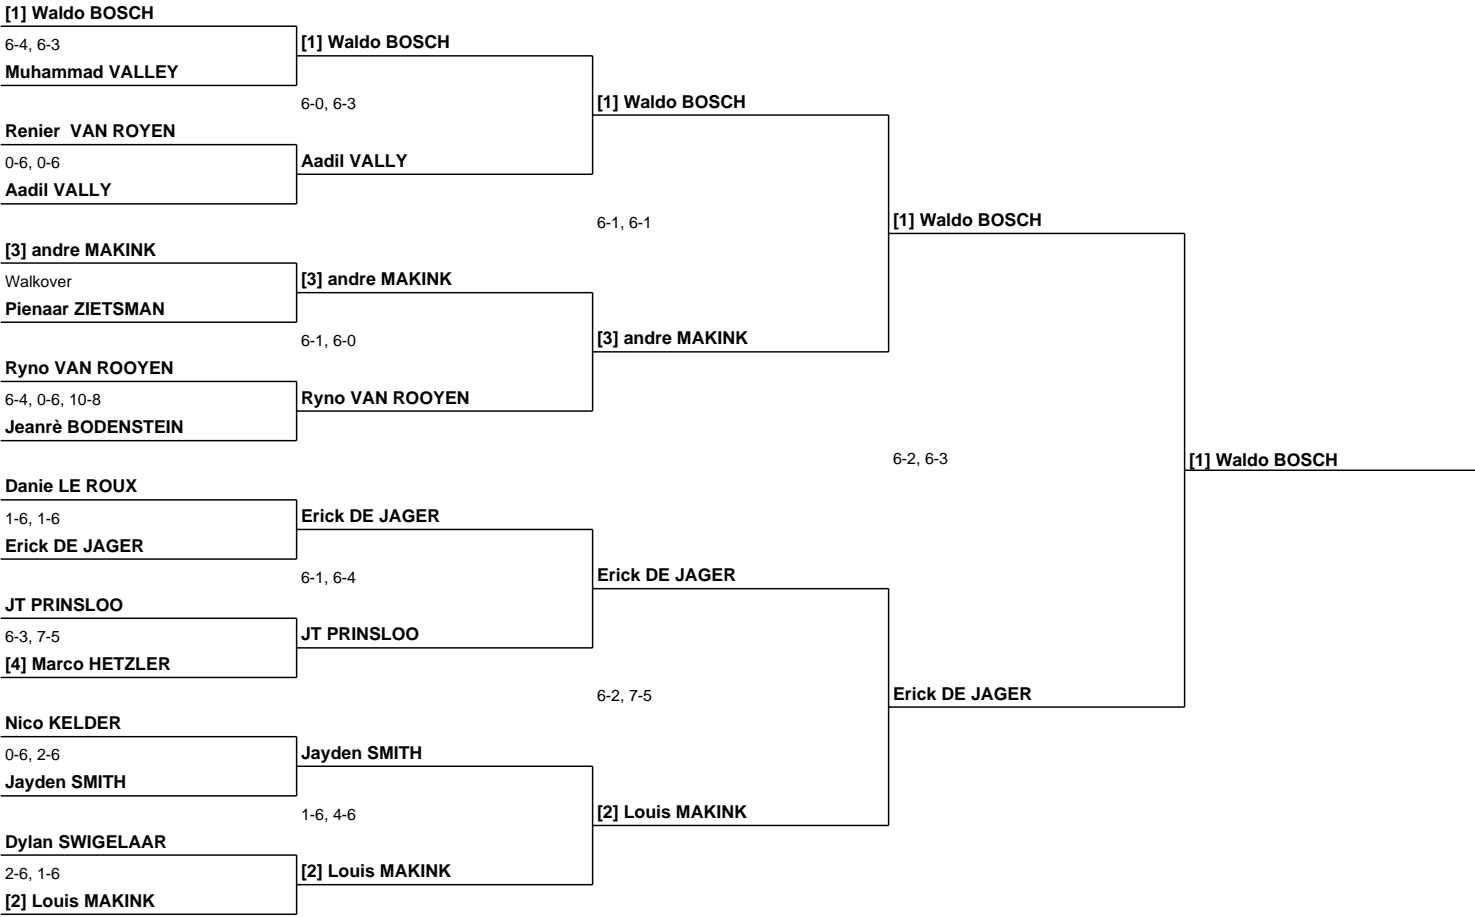 [1] Waldo BOSCH
6-4, 6-3
[1] Waldo BOSCH
Muhammad VALLEY
6-0, 6-3
[1] Waldo BOSCH
Renier  VAN ROYEN
0-6, 0-6
Aadil VALLY
Aadil VALLY
6-1, 6-1
[1] Waldo BOSCH
[3] andre MAKINK
Walkover
[3] andre MAKINK
Pienaar ZIETSMAN
6-1, 6-0
[3] andre MAKINK
Ryno VAN ROOYEN
6-4, 0-6, 10-8
Ryno VAN ROOYEN
Jeanrè BODENSTEIN
6-2, 6-3
[1] Waldo BOSCH
Danie LE ROUX
1-6, 1-6
Erick DE JAGER
Erick DE JAGER
6-1, 6-4
Erick DE JAGER
JT PRINSLOO
6-3, 7-5
JT PRINSLOO
[4] Marco HETZLER
6-2, 7-5
Erick DE JAGER
Nico KELDER
0-6, 2-6
Jayden SMITH
Jayden SMITH
1-6, 4-6
[2] Louis MAKINK
Dylan SWIGELAAR
2-6, 1-6
[2] Louis MAKINK
[2] Louis MAKINK